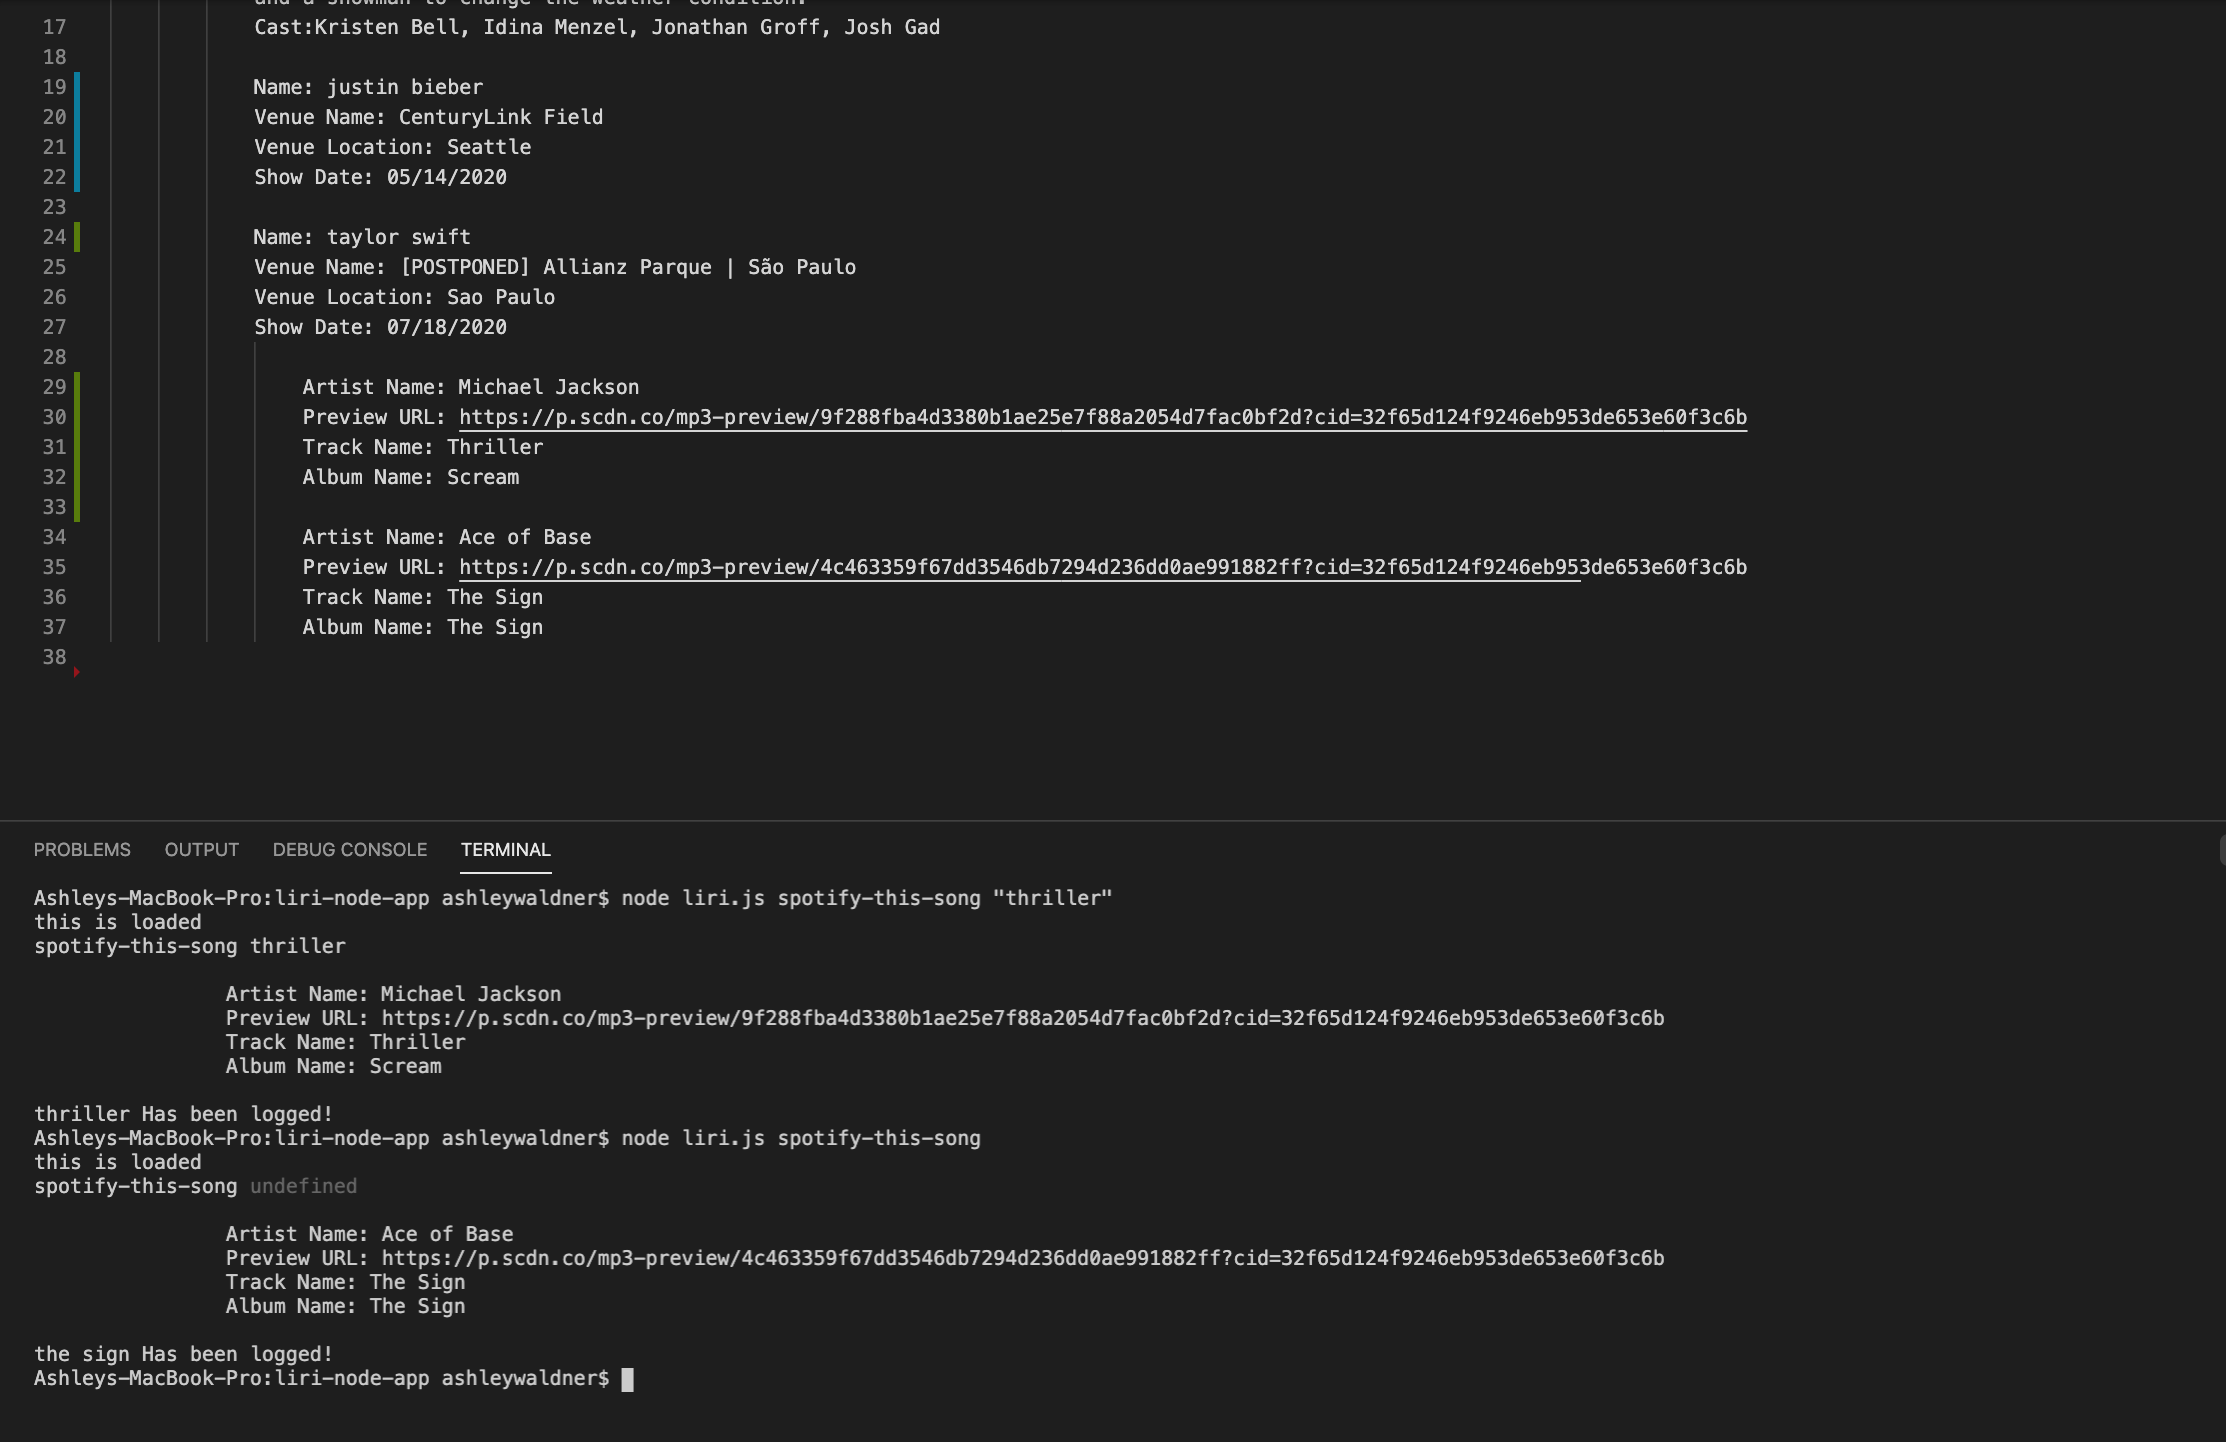 and a snowman to change the weather condition.
17 Cast:Kristen Bell, Idina Menzel, Jonathan Groff, Josh Gad
18
19 Name: justin bieber
20 Venue Name: CenturyLink Field
21 Venue Location: Seattle
22 Show Date: 05/14/2020
23
24 Name: taylor swift
25 Venue Name: [POSTPONED] Allianz Parque | São Paulo
26 Venue Location: Sao Paulo
27 Show Date: 07/18/2020
28
29 Artist Name: Michael Jackson
30 Preview URL: https://p.scdn.co/mp3-preview/9f288fba4d3380b1ae25e7f88a2054d7fac0bf2d?cid=32f65d124f9246eb953de653e60f3c6b
31 Track Name: Thriller
32 Album Name: Scream
33
34 Artist Name: Ace of Base
35 Preview URL: https://p.scdn.co/mp3-preview/4c463359f67dd3546db7294d236dd0ae991882ff?cid=32f65d124f9246eb953de653e60f3c6b
36 Track Name: The Sign
37 Album Name: The Sign
38
PROBLEMS OUTPUT DEBUG CONSOLE TERMINAL
Ashleys-MacBook-Pro:liri-node-app ashleywaldner$ node liri.js spotify-this-song "thriller"
this is loaded
spotify-this-song thriller
Artist Name: Michael Jackson
Preview URL: https://p.scdn.co/mp3-preview/9f288fba4d3380b1ae25e7f88a2054d7fac0bf2d?cid=32f65d124f9246eb953de653e60f3c6b
Track Name: Thriller
Album Name: Scream
thriller Has been logged!
Ashleys-MacBook-Pro:liri-node-app ashleywaldner$ node liri.js spotify-this-song
this is loaded
spotify-this-song undefined
Artist Name: Ace of Base
Preview URL: https://p.scdn.co/mp3-preview/4c463359f67dd3546db7294d236dd0ae991882ff?cid=32f65d124f9246eb953de653e60f3c6b
Track Name: The Sign
Album Name: The Sign
the sign Has been logged!
Ashleys-MacBook-Pro:liri-node-app ashleywaldner$